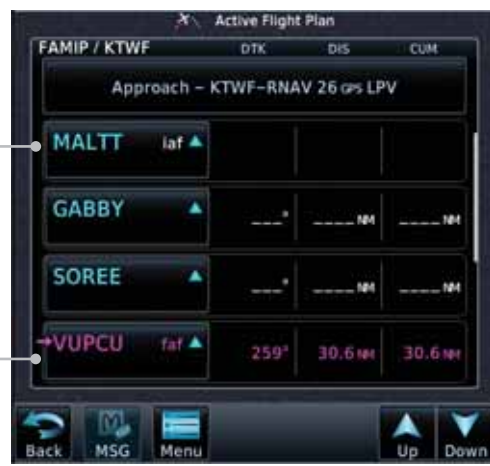 Active Flight Plan
FAMIP / KTWF DTK DIS CUM
Approach – KTWF–RNAV 26 GPS LPV
MALTT iaf
GABBY ___° ____NM ____NM
SOREE ___° ____NM ____NM
VUPCU faf 259° 30.6NM 30.6NM
Back MSG Menu Up Down